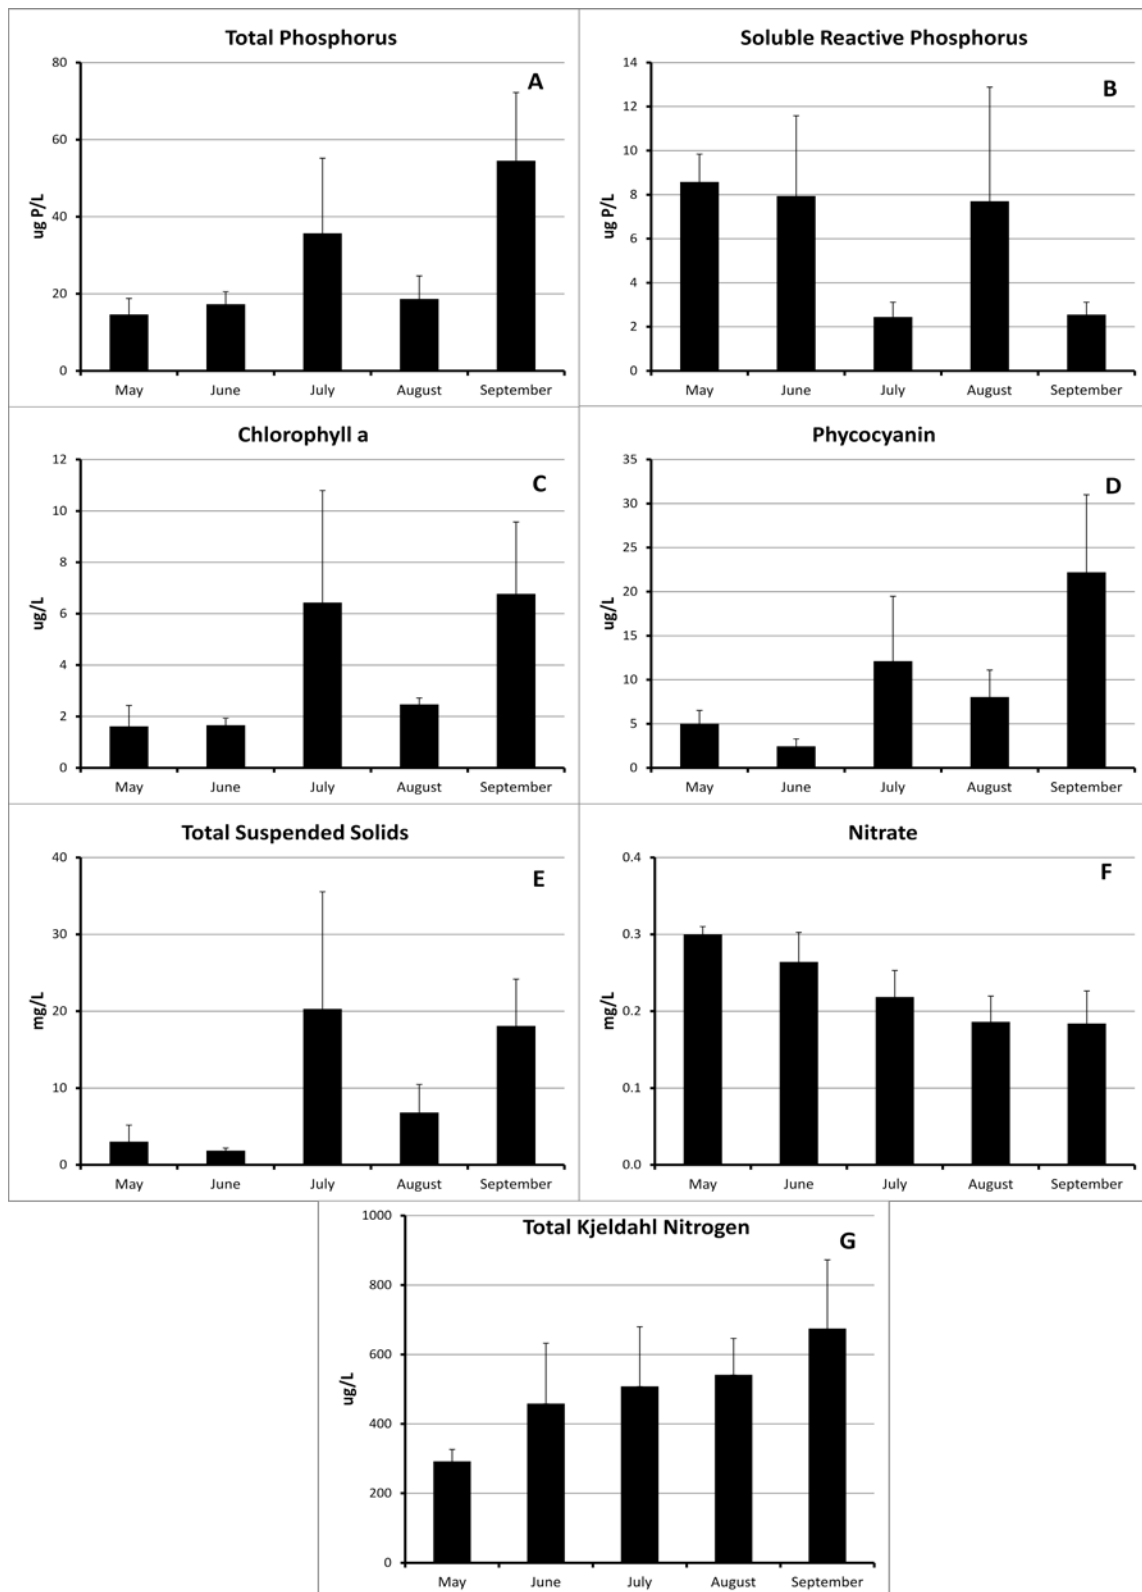 Total Phosphorus
A
ug P/L
80
60
40
20
0
May June July August September
Soluble Reactive Phosphorus
B
ug P/L
14
12
10
8
6
4
2
0
May June July August September
Chlorophyll a
C
ug/L
12
10
8
6
4
2
0
May June July August September
Phycocyanin
D
ug/L
35
30
25
20
15
10
5
0
May June July August September
Total Suspended Solids
E
mg/L
40
30
20
10
0
May June July August September
Nitrate
F
mg/L
0.4
0.3
0.2
0.1
0.0
May June July August September
Total Kjeldahl Nitrogen
G
ug/L
1000
800
600
400
200
0
May June July August September